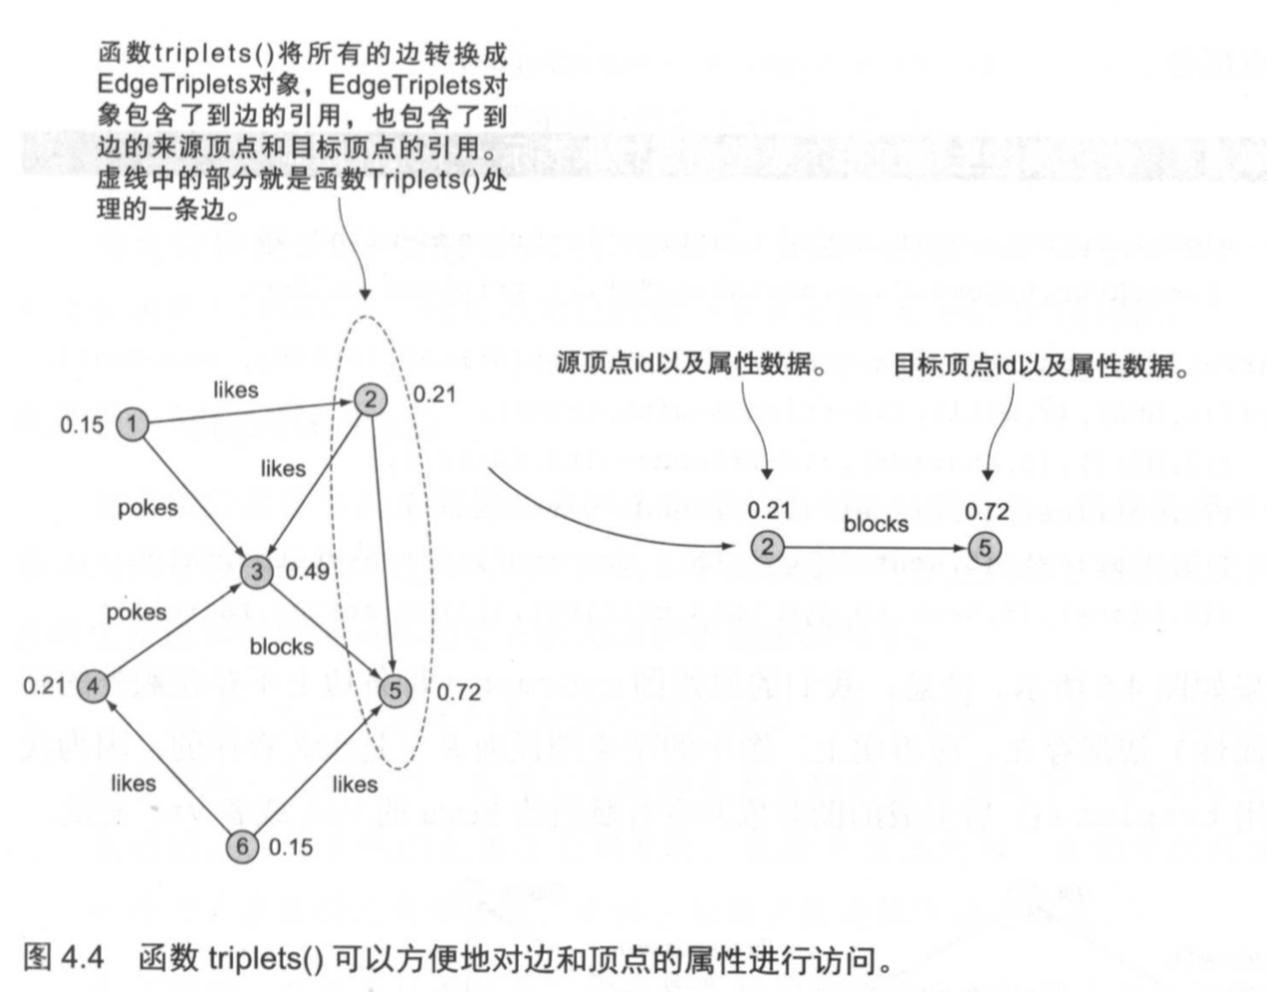 函数triplets()将所有的边转换成
EdgeTriplets对象，EdgeTriplets对
象包含了到边的引用，也包含了到
边的来源顶点和目标顶点的引用。
虚线中的部分就是函数Triplets()处
理的一条边。
源顶点id以及属性数据。
目标顶点id以及属性数据。
likes
2
0.21
0.15
1
likes
pokes
0.21
0.72
blocks
2
5
3
0.49
pokes
blocks
0.21
4
5
0.72
likes
likes
6
0.15
图 4.4 函数 triplets() 可以方便地对边和顶点的属性进行访问。